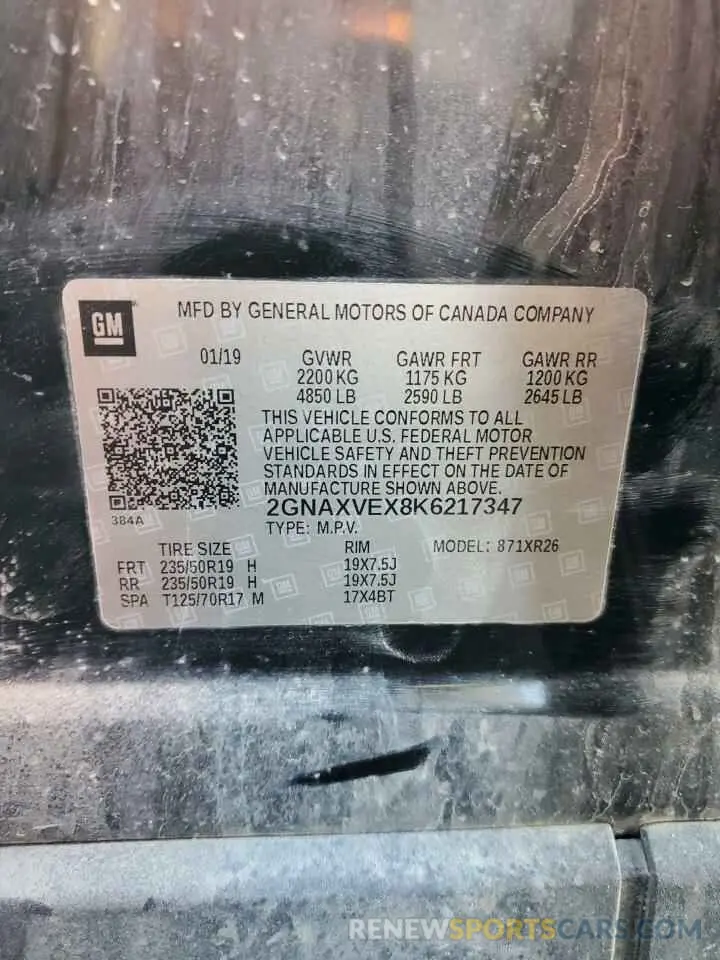 GM
MFD BY GENERAL MOTORS OF CANADA COMPANY
01/19 GVWR GAWR FRT GAWR RR
2200 KG 1175 KG 1200 KG
4850 LB 2590 LB 2645 LB
THIS VEHICLE CONFORMS TO ALL
APPLICABLE U.S. FEDERAL MOTOR
VEHICLE SAFETY AND THEFT PREVENTION
STANDARDS IN EFFECT ON THE DATE OF
MANUFACTURE SHOWN ABOVE.
384A
2GNAXVEX8K6217347
TYPE: M.P.V.
TIRE SIZE RIM MODEL: 871XR26
FRT 235/50R19 H 19X7.5J
RR 235/50R19 H 19X7.5J
SPA T125/70R17 M 17X4BT
RENEWSPORTSCARS.COM